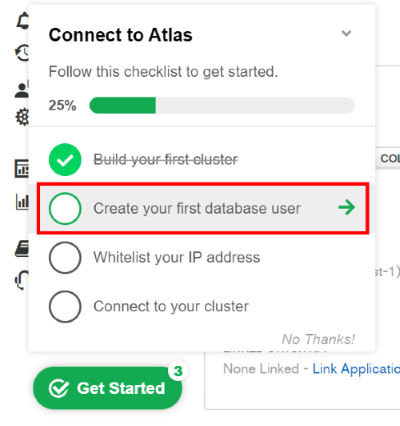 Connect to Atlas
Follow this checklist to get started.
25%
Build your first cluster
COL
Create your first database user
Whitelist your IP address
st-1)
Connect to your cluster
No Thanks!
None Linked - Link Applicatio
Get Started
3